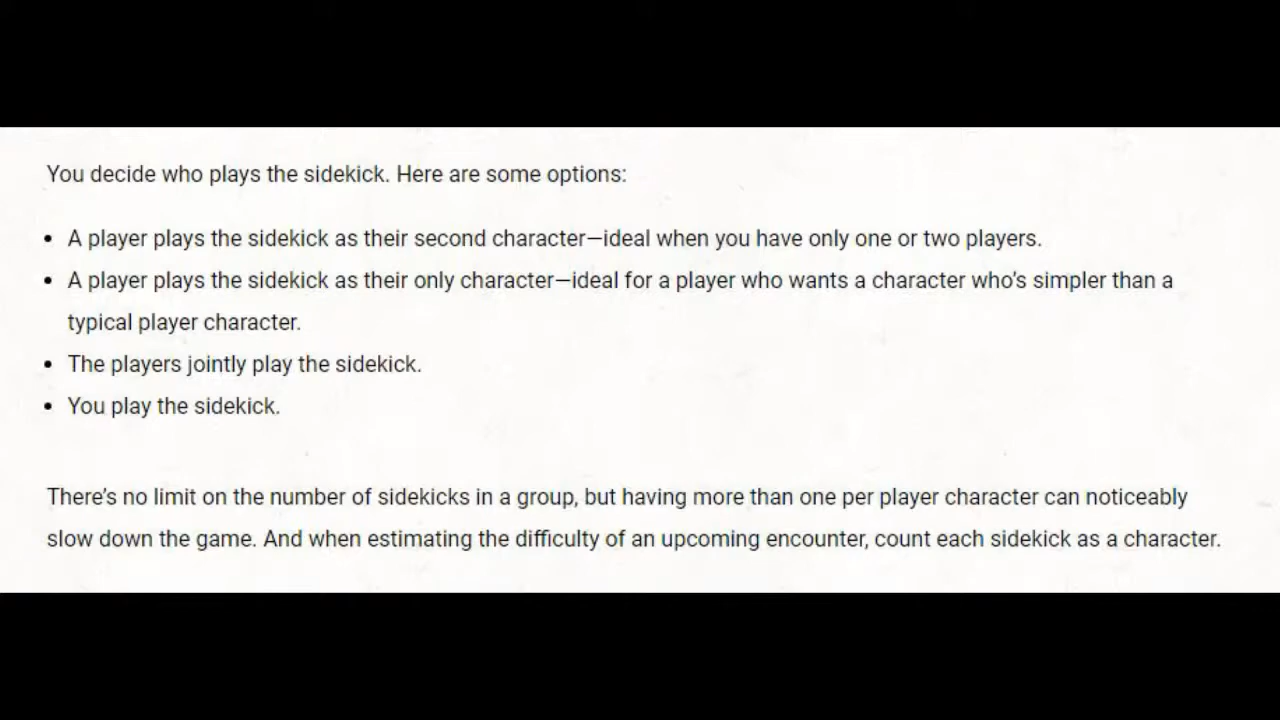 You decide who plays the sidekick. Here are some options:
• A player plays the sidekick as their second character—ideal when you have only one or two players.
• A player plays the sidekick as their only character—ideal for a player who wants a character who’s simpler than a
typical player character.
• The players jointly play the sidekick.
• You play the sidekick.
There’s no limit on the number of sidekicks in a group, but having more than one per player character can noticeably
slow down the game. And when estimating the difficulty of an upcoming encounter, count each sidekick as a character.